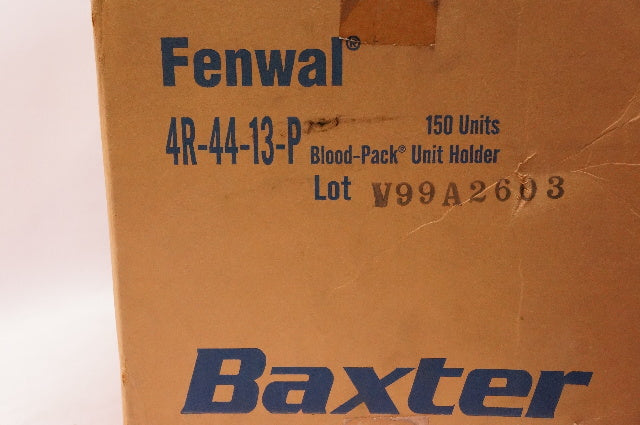 Fenwal®
4R-44-13-P 150 Units
Blood-Pack® Unit Holder
Lot V99A2603
Baxter